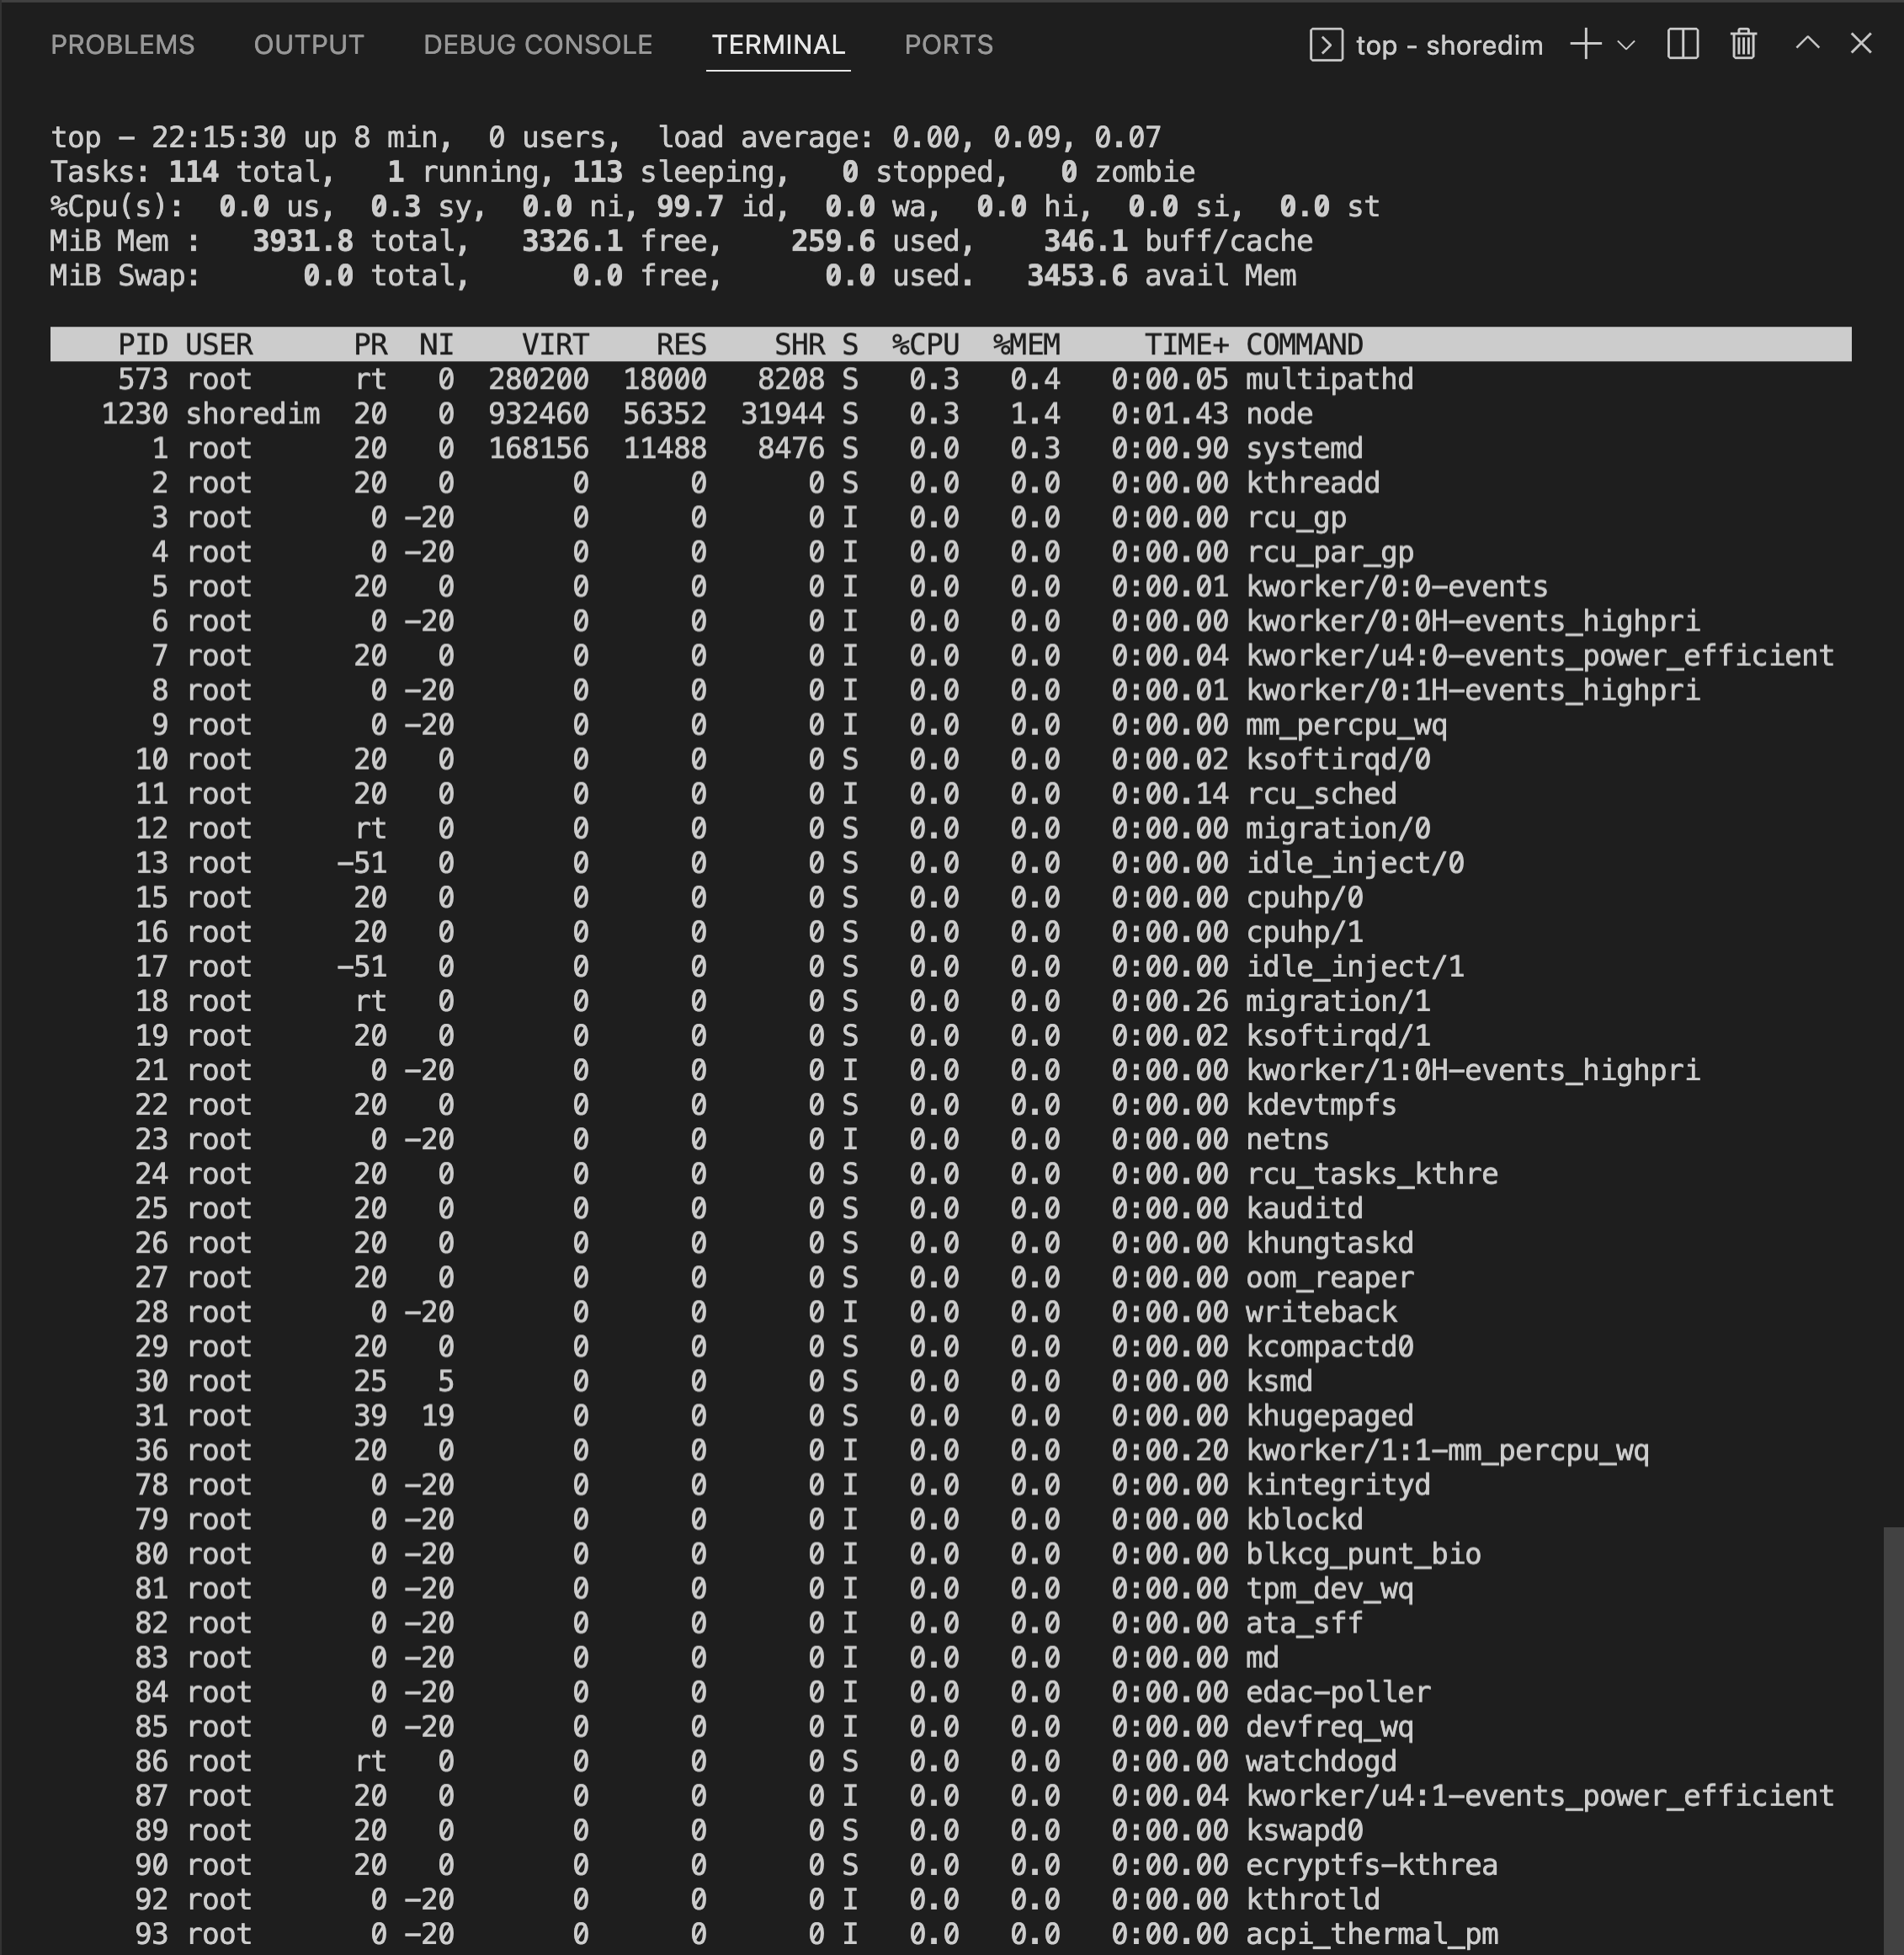 PROBLEMS OUTPUT DEBUG CONSOLE TERMINAL PORTS top - shoredim
top - 22:15:30 up 8 min,  0 users,  load average: 0.00, 0.09, 0.07
Tasks: 114 total,   1 running, 113 sleeping,   0 stopped,   0 zombie
%Cpu(s):  0.0 us,  0.3 sy,  0.0 ni, 99.7 id,  0.0 wa,  0.0 hi,  0.0 si,  0.0 st
MiB Mem :   3931.8 total,   3326.1 free,    259.6 used,    346.1 buff/cache
MiB Swap:      0.0 total,      0.0 free,      0.0 used.   3453.6 avail Mem
PID USER PR NI VIRT RES SHR S %CPU %MEM TIME+ COMMAND
573 root rt 0 280200 18000 8208 S 0.3 0.4 0:00.05 multipathd
1230 shoredim 20 0 932460 56352 31944 S 0.3 1.4 0:01.43 node
1 root 20 0 168156 11488 8476 S 0.0 0.3 0:00.90 systemd
2 root 20 0 0 0 0 S 0.0 0.0 0:00.00 kthreadd
3 root 0 -20 0 0 0 I 0.0 0.0 0:00.00 rcu_gp
4 root 0 -20 0 0 0 I 0.0 0.0 0:00.00 rcu_par_gp
5 root 20 0 0 0 0 I 0.0 0.0 0:00.01 kworker/0:0-events
6 root 0 -20 0 0 0 I 0.0 0.0 0:00.00 kworker/0:0H-events_highpri
7 root 20 0 0 0 0 I 0.0 0.0 0:00.04 kworker/u4:0-events_power_efficient
8 root 0 -20 0 0 0 I 0.0 0.0 0:00.01 kworker/0:1H-events_highpri
9 root 0 -20 0 0 0 I 0.0 0.0 0:00.00 mm_percpu_wq
10 root 20 0 0 0 0 S 0.0 0.0 0:00.02 ksoftirqd/0
11 root 20 0 0 0 0 I 0.0 0.0 0:00.14 rcu_sched
12 root rt 0 0 0 0 S 0.0 0.0 0:00.00 migration/0
13 root -51 0 0 0 0 S 0.0 0.0 0:00.00 idle_inject/0
15 root 20 0 0 0 0 S 0.0 0.0 0:00.00 cpuhp/0
16 root 20 0 0 0 0 S 0.0 0.0 0:00.00 cpuhp/1
17 root -51 0 0 0 0 S 0.0 0.0 0:00.00 idle_inject/1
18 root rt 0 0 0 0 S 0.0 0.0 0:00.26 migration/1
19 root 20 0 0 0 0 S 0.0 0.0 0:00.02 ksoftirqd/1
21 root 0 -20 0 0 0 I 0.0 0.0 0:00.00 kworker/1:0H-events_highpri
22 root 20 0 0 0 0 S 0.0 0.0 0:00.00 kdevtmpfs
23 root 0 -20 0 0 0 I 0.0 0.0 0:00.00 netns
24 root 20 0 0 0 0 S 0.0 0.0 0:00.00 rcu_tasks_kthre
25 root 20 0 0 0 0 S 0.0 0.0 0:00.00 kauditd
26 root 20 0 0 0 0 S 0.0 0.0 0:00.00 khungtaskd
27 root 20 0 0 0 0 S 0.0 0.0 0:00.00 oom_reaper
28 root 0 -20 0 0 0 I 0.0 0.0 0:00.00 writeback
29 root 20 0 0 0 0 S 0.0 0.0 0:00.00 kcompactd0
30 root 25 5 0 0 0 S 0.0 0.0 0:00.00 ksmd
31 root 39 19 0 0 0 S 0.0 0.0 0:00.00 khugepaged
36 root 20 0 0 0 0 I 0.0 0.0 0:00.20 kworker/1:1-mm_percpu_wq
78 root 0 -20 0 0 0 I 0.0 0.0 0:00.00 kintegrityd
79 root 0 -20 0 0 0 I 0.0 0.0 0:00.00 kblockd
80 root 0 -20 0 0 0 I 0.0 0.0 0:00.00 blkcg_punt_bio
81 root 0 -20 0 0 0 I 0.0 0.0 0:00.00 tpm_dev_wq
82 root 0 -20 0 0 0 I 0.0 0.0 0:00.00 ata_sff
83 root 0 -20 0 0 0 I 0.0 0.0 0:00.00 md
84 root 0 -20 0 0 0 I 0.0 0.0 0:00.00 edac-poller
85 root 0 -20 0 0 0 I 0.0 0.0 0:00.00 devfreq_wq
86 root rt 0 0 0 0 S 0.0 0.0 0:00.00 watchdogd
87 root 20 0 0 0 0 I 0.0 0.0 0:00.04 kworker/u4:1-events_power_efficient
89 root 20 0 0 0 0 S 0.0 0.0 0:00.00 kswapd0
90 root 20 0 0 0 0 S 0.0 0.0 0:00.00 ecryptfs-kthrea
92 root 0 -20 0 0 0 I 0.0 0.0 0:00.00 kthrotld
93 root 0 -20 0 0 0 I 0.0 0.0 0:00.00 acpi_thermal_pm